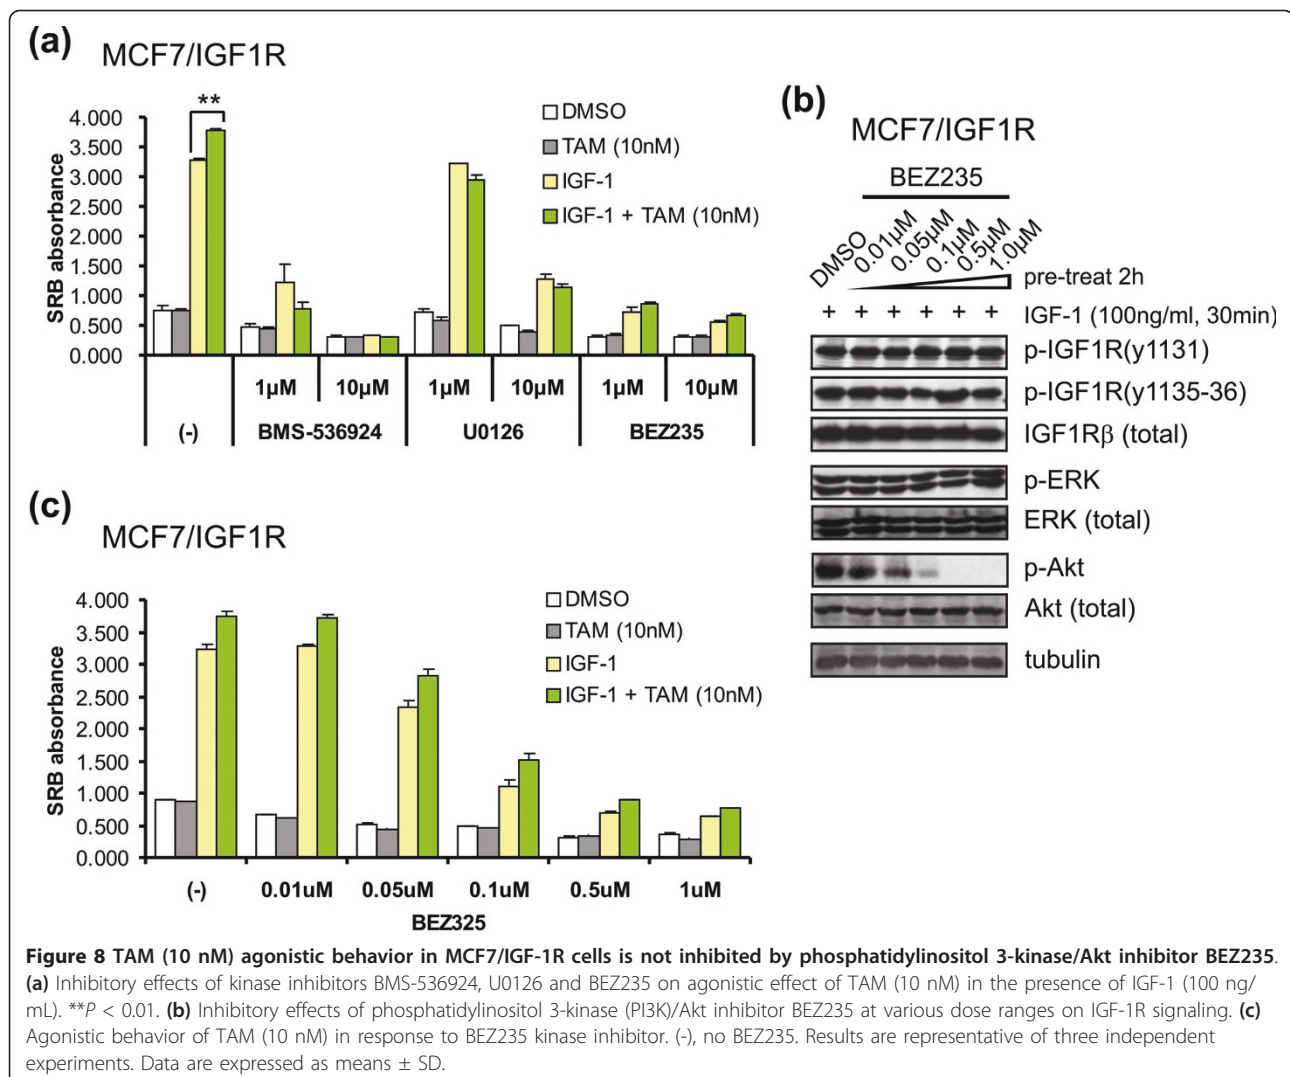 (a)
MCF7/IGF1R
**
SRB absorbance
4.000
3.500
3.000
2.500
2.000
1.500
1.000
0.500
0.000
DMSO
TAM (10nM)
IGF-1
IGF-1 + TAM (10nM)
1µM 10µM 1µM 10µM 1µM 10µM
(-) BMS-536924 U0126 BEZ235
(b)
MCF7/IGF1R
BEZ235
DMSO 0.01µM 0.05µM 0.1µM 0.5µM 1.0µM
pre-treat 2h
+ + + + + + IGF-1 (100ng/ml, 30min)
p-IGF1R(y1131)
p-IGF1R(y1135-36)
IGF1Rβ (total)
p-ERK
ERK (total)
p-Akt
Akt (total)
tubulin
(c)
MCF7/IGF1R
SRB absorbance
4.000
3.500
3.000
2.500
2.000
1.500
1.000
0.500
0.000
DMSO
TAM (10nM)
IGF-1
IGF-1 + TAM (10nM)
(-) 0.01uM 0.05uM 0.1uM 0.5uM 1uM
BEZ325
Figure 8 TAM (10 nM) agonistic behavior in MCF7/IGF-1R cells is not inhibited by phosphatidylinositol 3-kinase/Akt inhibitor BEZ235.
(a) Inhibitory effects of kinase inhibitors BMS-536924, U0126 and BEZ235 on agonistic effect of TAM (10 nM) in the presence of IGF-1 (100 ng/
mL). **P < 0.01. (b) Inhibitory effects of phosphatidylinositol 3-kinase (PI3K)/Akt inhibitor BEZ235 at various dose ranges on IGF-1R signaling. (c)
Agonistic behavior of TAM (10 nM) in response to BEZ235 kinase inhibitor. (-), no BEZ235. Results are representative of three independent
experiments. Data are expressed as means ± SD.